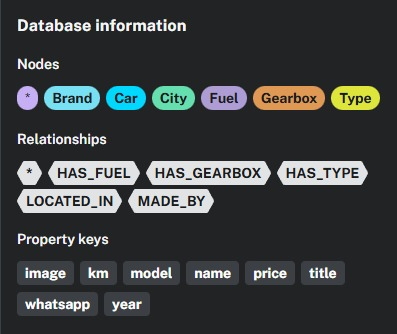 Database information
Nodes
* Brand Car City Fuel Gearbox Type
Relationships
* HAS_FUEL HAS_GEARBOX HAS_TYPE
LOCATED_IN MADE_BY
Property keys
image km model name price title
whatsapp year